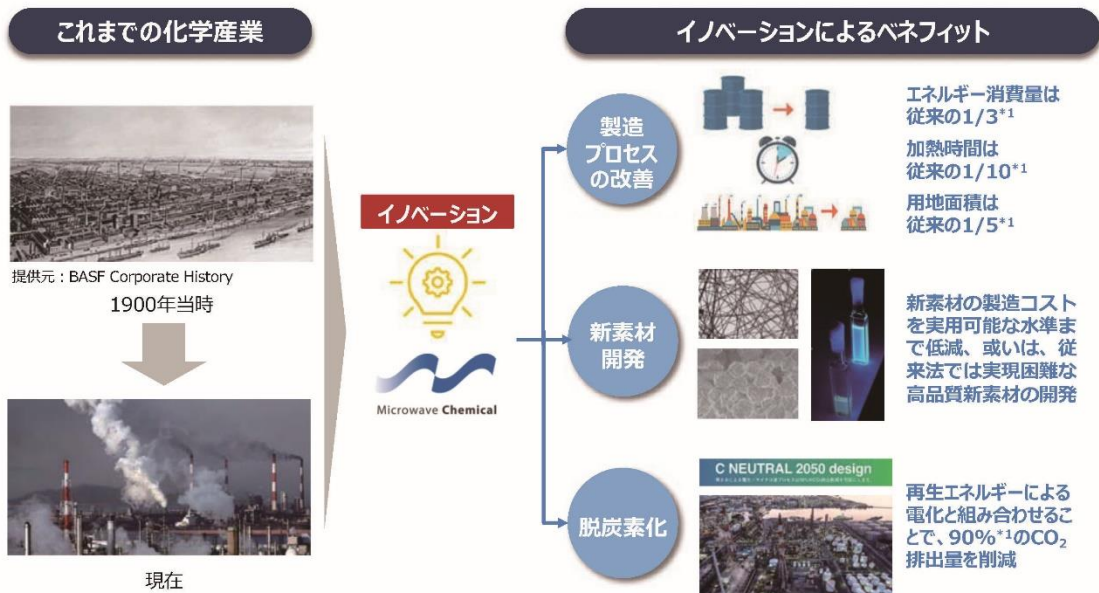 これまでの化学産業
イノベーションによるベネフィット
提供元：BASF Corporate History
1900年当時
現在
イノベーション
Microwave Chemical
製造
プロセス
の改善
エネルギー消費量は
従来の1/3*1
加熱時間は
従来の1/10*1
用地面積は
従来の1/5*1
新素材
開発
新素材の製造コスト
を実用可能な水準ま
で低減、或いは、従
来法では実現困難な
高品質新素材の開発
脱炭素化
C NEUTRAL 2050 design
再生エネルギーによる
電化と組み合わせるこ
とで、90%*1のCO2
排出量を削減